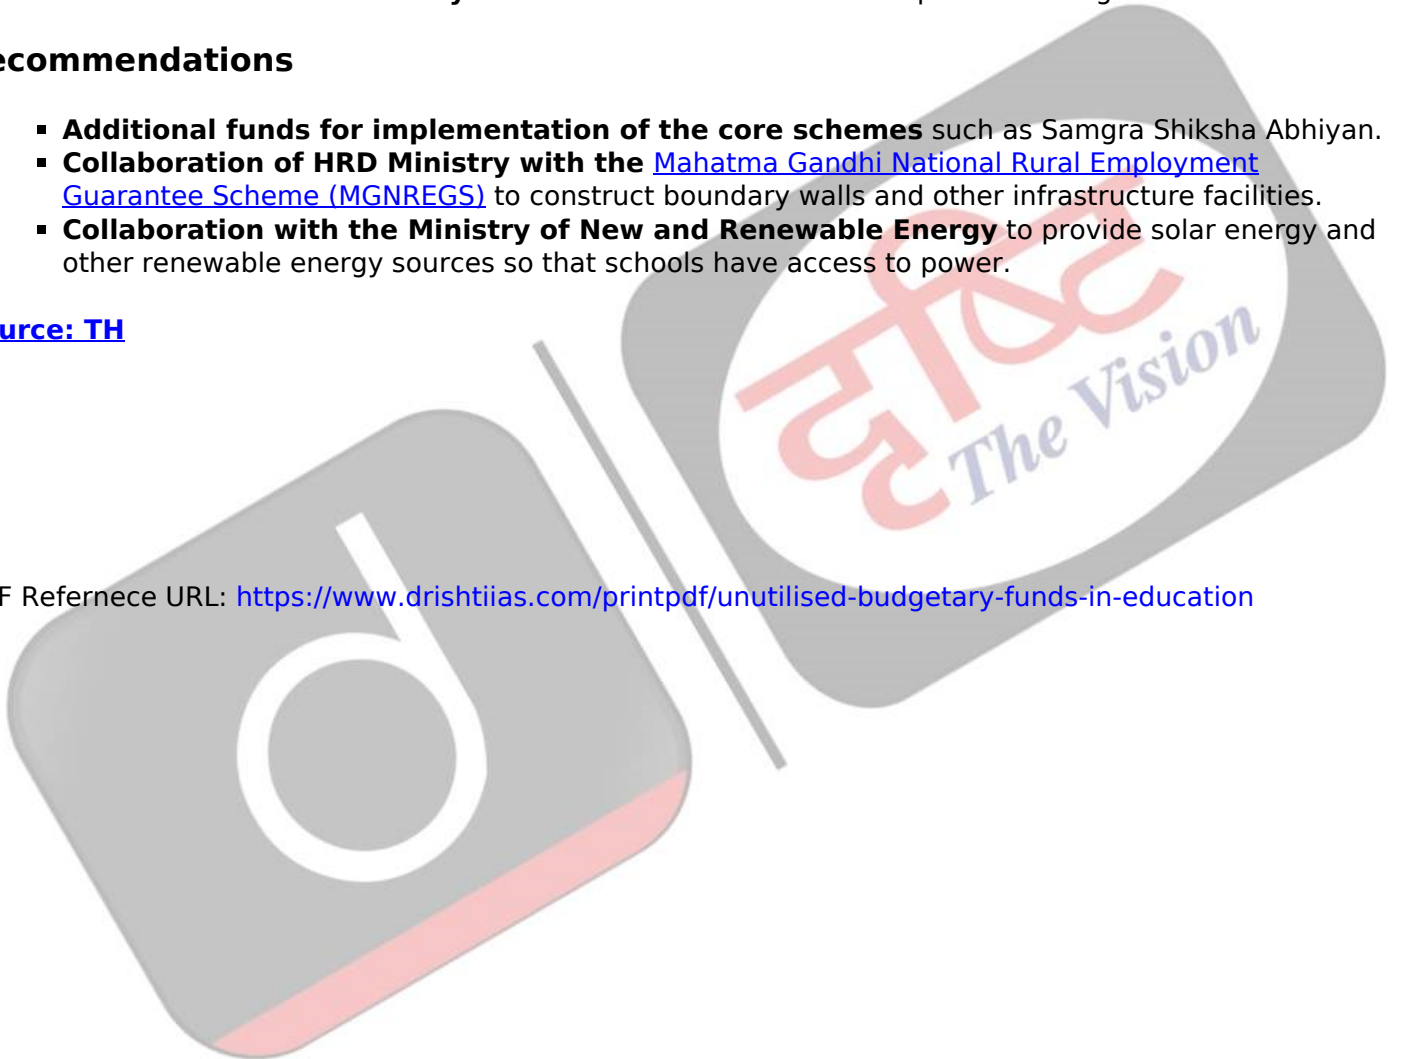 ecommendations
Additional funds for implementation of the core schemes such as Samgra Shiksha Abhiyan.
Collaboration of HRD Ministry with the Mahatma Gandhi National Rural Employment
Guarantee Scheme (MGNREGS) to construct boundary walls and other infrastructure facilities.
Collaboration with the Ministry of New and Renewable Energy to provide solar energy and
other renewable energy sources so that schools have access to power.
urce: TH
दृष्टि
The Vision
F Refernece URL: https://www.drishtiias.com/printpdf/unutilised-budgetary-funds-in-education
d